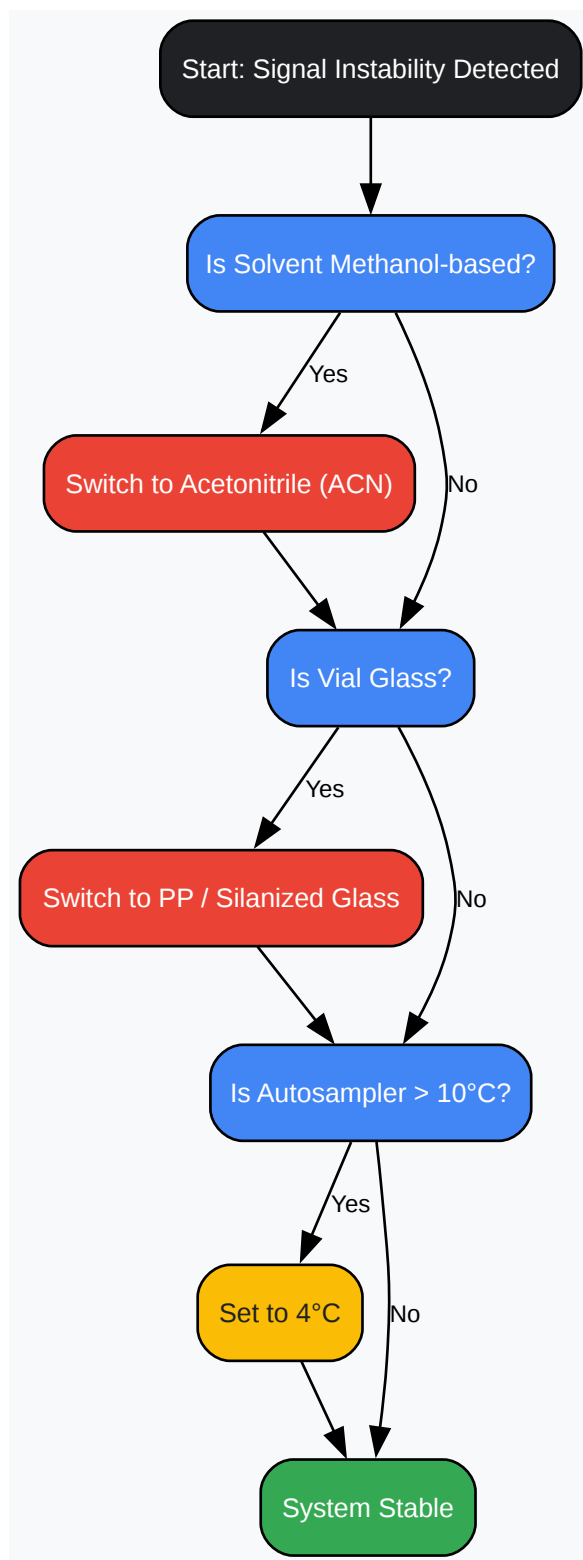 Start: Signal Instability Detected
Is Solvent Methanol-based?
Yes
Switch to Acetonitrile (ACN)
No
Is Vial Glass?
Yes
Switch to PP / Silanized Glass
No
Is Autosampler > 10°C?
Yes
Set to 4°C
No
System Stable